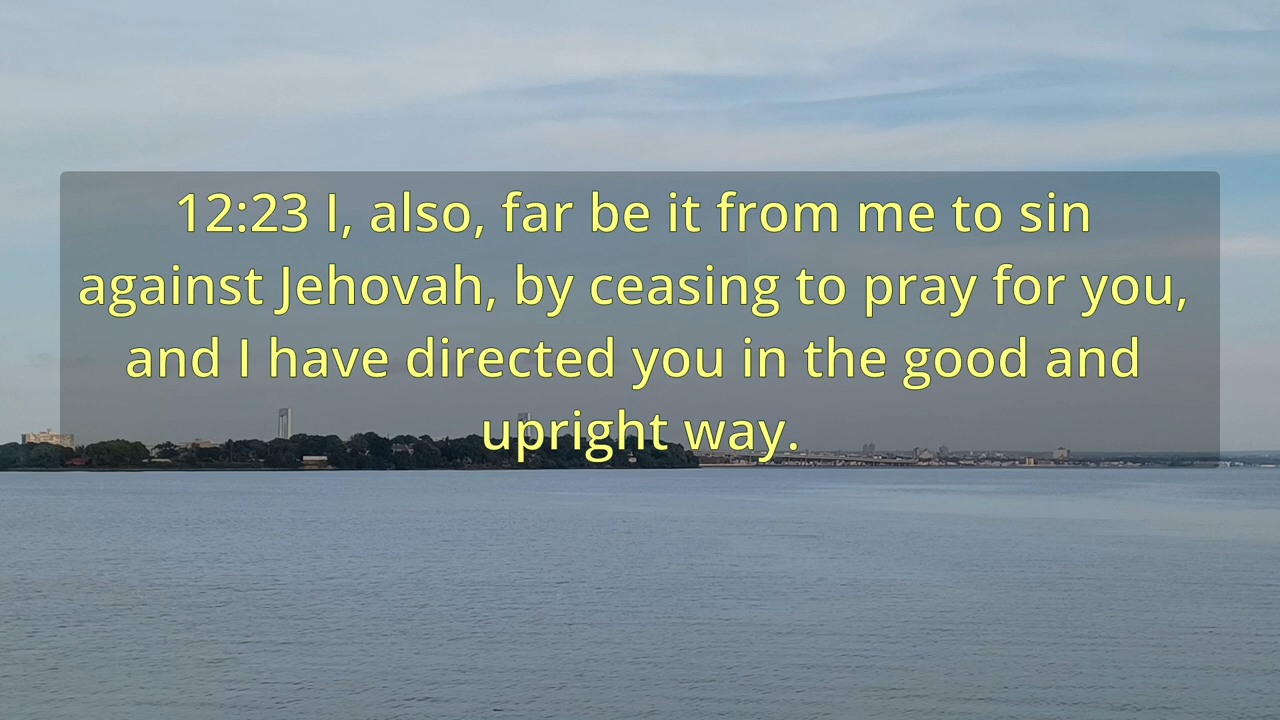 12:23 I, also, far be it from me to sin
against Jehovah, by ceasing to pray for you,
and I have directed you in the good and
upright way.